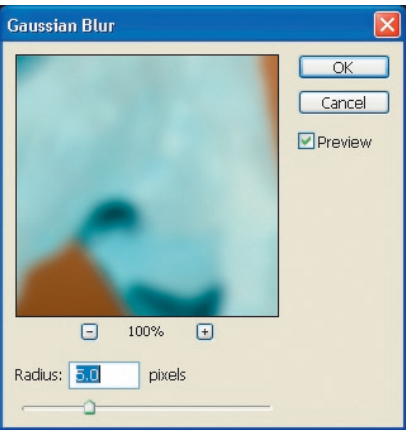 Gaussian Blur
OK
Cancel
Preview
100%
Radius: 5.0 pixels